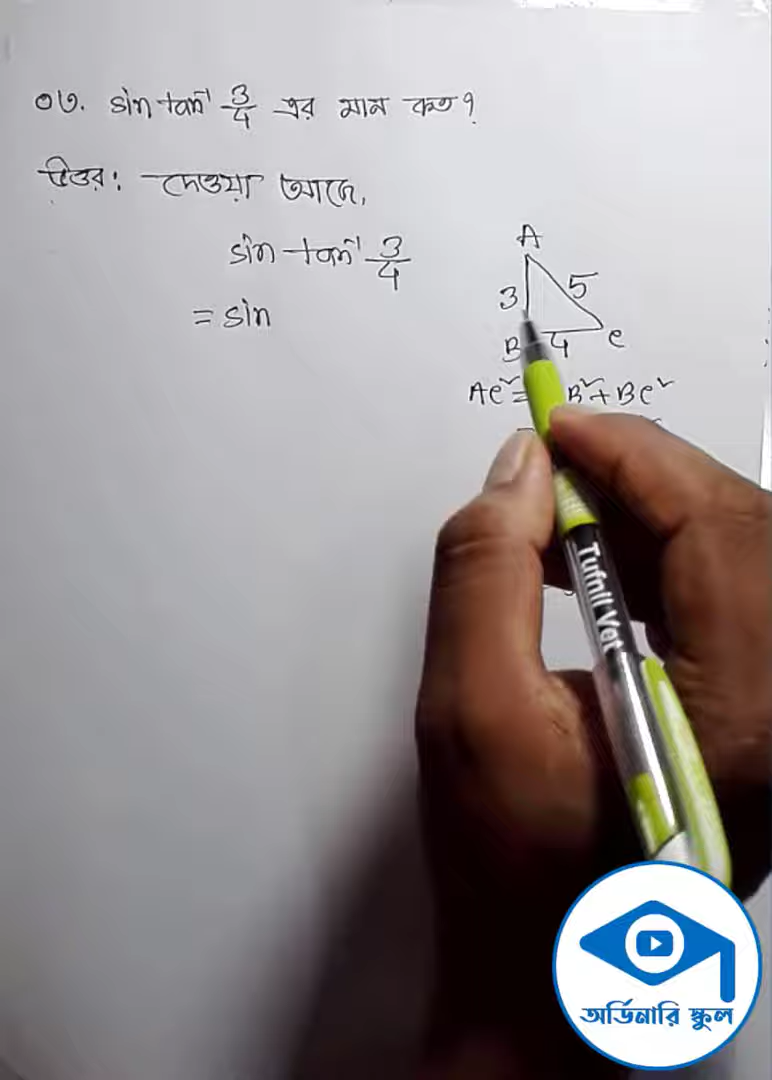 ০৩. sin tan⁻¹ 3/4 এর মান কত?
উত্তর: দেওয়া আছে,
sin tan⁻¹ 3/4
= sin
A
3 5
B 4 C
AC² = B² + BC²
Tufnil Vet
অর্ডিনারি স্কুল